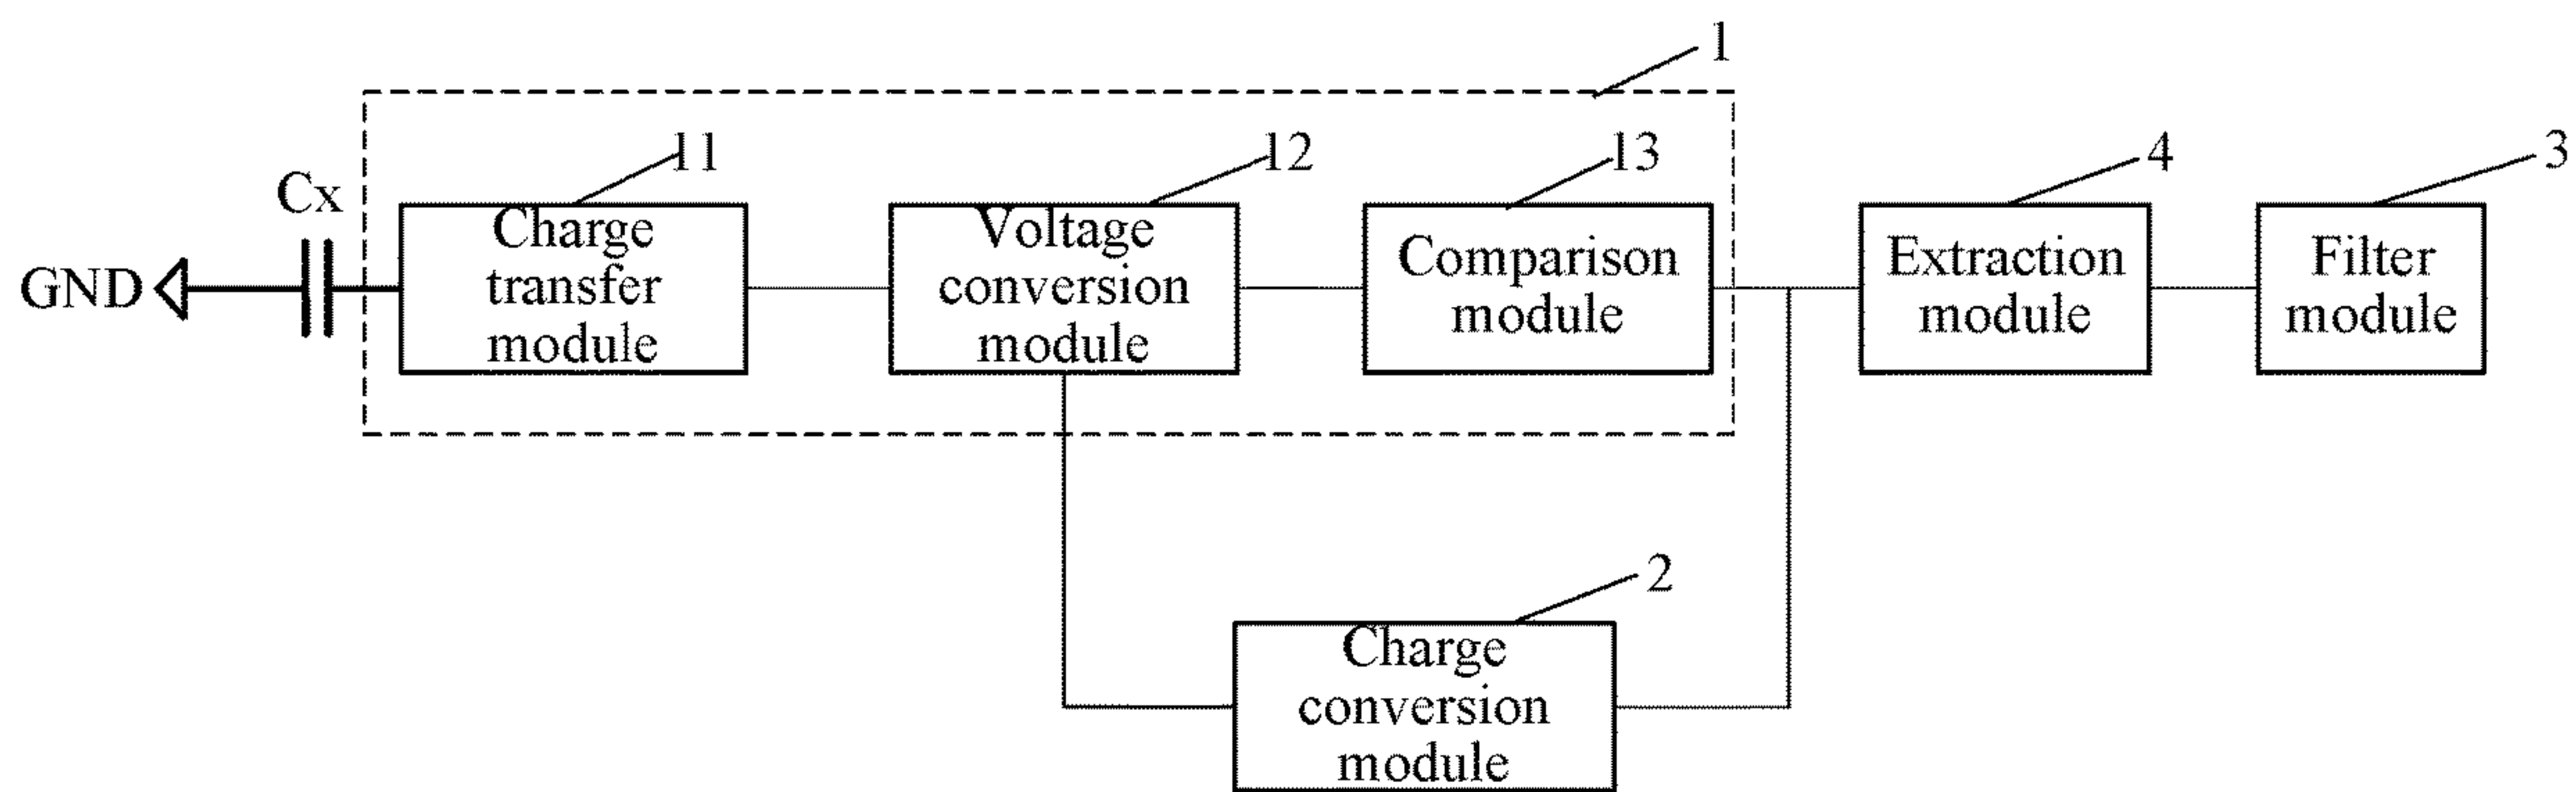 1
11
12
13
4
3
Cx
GND
Charge
transfer
module
Voltage
conversion
module
Comparison
module
Extraction
module
Filter
module
2
Charge
conversion
module